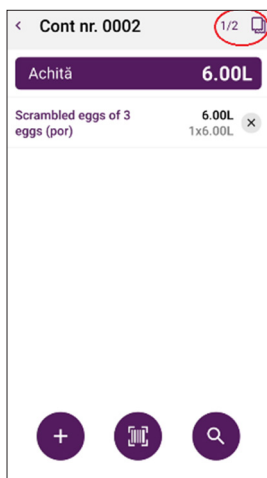 Cont nr. 0002 1/2
Achită 6.00L
Scrambled eggs of 3 6.00L
eggs (por) 1x6.00L